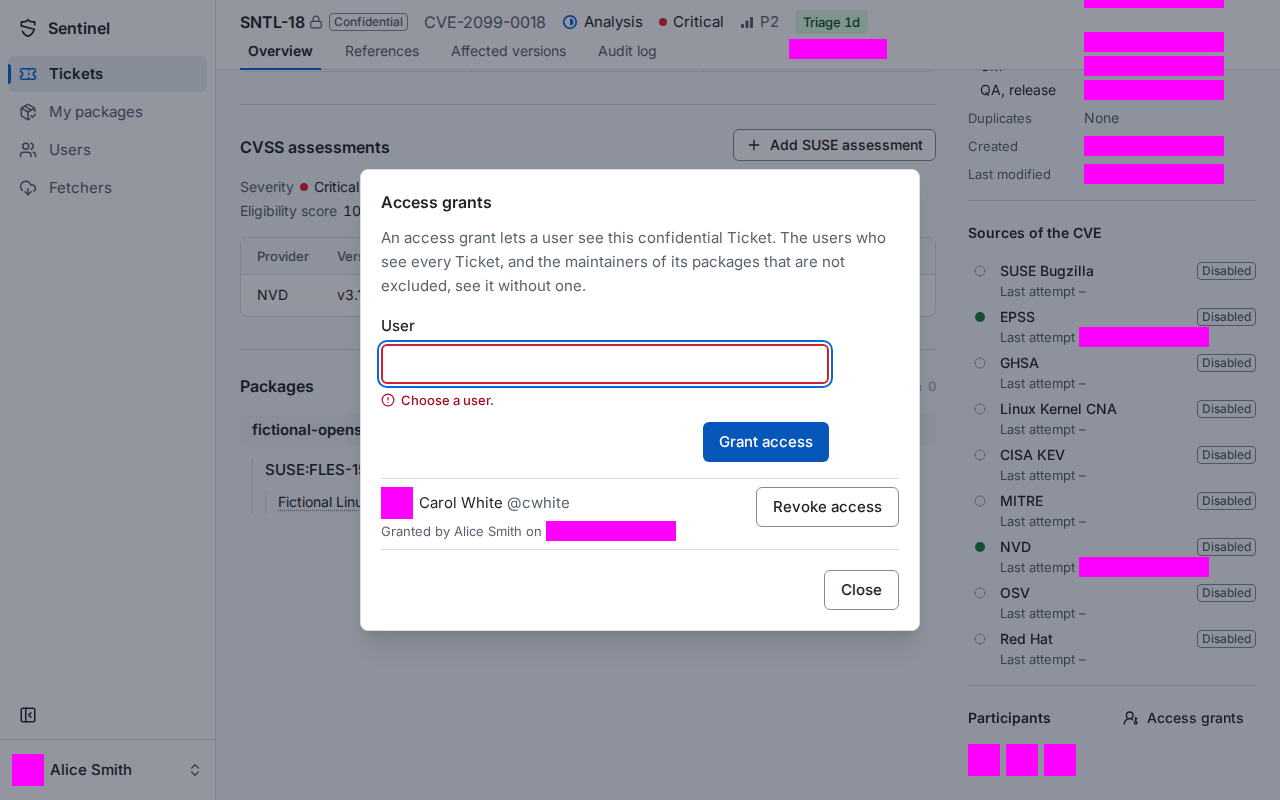 Sentinel
Tickets
My packages
Users
Fetchers
Alice Smith
SNTL-18 Confidential CVE-2099-0018 Analysis Critical P2 Triage 1d
Overview References Affected versions Audit log
CVSS assessments
Add SUSE assessment
Severity Critical
Eligibility score 10
Provider
NVD v3.
Packages
0
fictional-opens
SUSE:FLES-15
Fictional Linu
Access grants
An access grant lets a user see this confidential Ticket. The users who
see every Ticket, and the maintainers of its packages that are not
excluded, see it without one.
User
Choose a user.
Grant access
Carol White @cwhite
Granted by Alice Smith on
Revoke access
Close
QA, release
Duplicates None
Created
Last modified
Sources of the CVE
SUSE Bugzilla Disabled
Last attempt –
EPSS Disabled
Last attempt
GHSA Disabled
Last attempt –
Linux Kernel CNA Disabled
Last attempt –
CISA KEV Disabled
Last attempt –
MITRE Disabled
Last attempt –
NVD Disabled
Last attempt
OSV Disabled
Last attempt –
Red Hat Disabled
Last attempt –
Participants Access grants